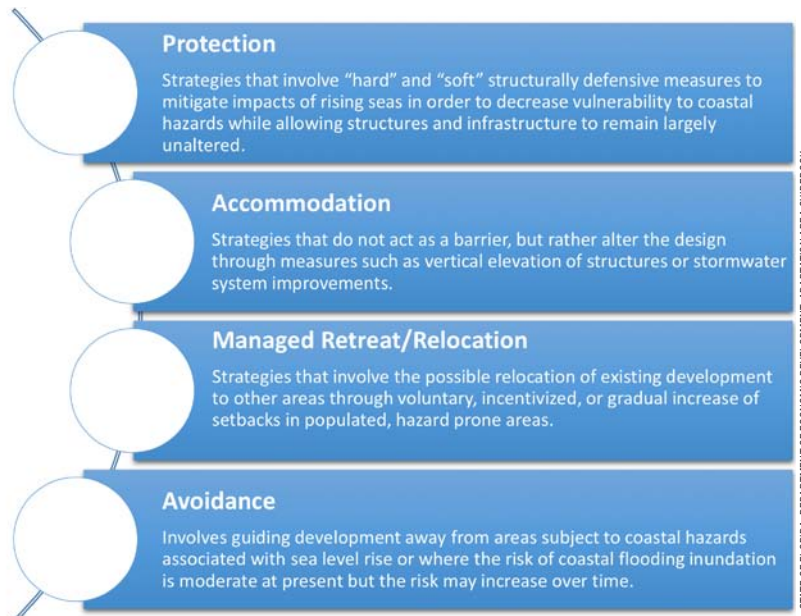 Protection
Strategies that involve “hard” and “soft” structurally defensive measures to
mitigate impacts of rising seas in order to decrease vulnerability to coastal
hazards while allowing structures and infrastructure to remain largely
unaltered.
Accommodation
Strategies that do not act as a barrier, but rather alter the design
through measures such as vertical elevation of structures or stormwater
system improvements.
Managed Retreat/Relocation
Strategies that involve the possible relocation of existing development
to other areas through voluntary, incentivized, or gradual increase of
setbacks in populated, hazard prone areas.
Avoidance
Involves guiding development away from areas subject to coastal hazards
associated with sea level rise or where the risk of coastal flooding inundation
is moderate at present but the risk may increase over time.